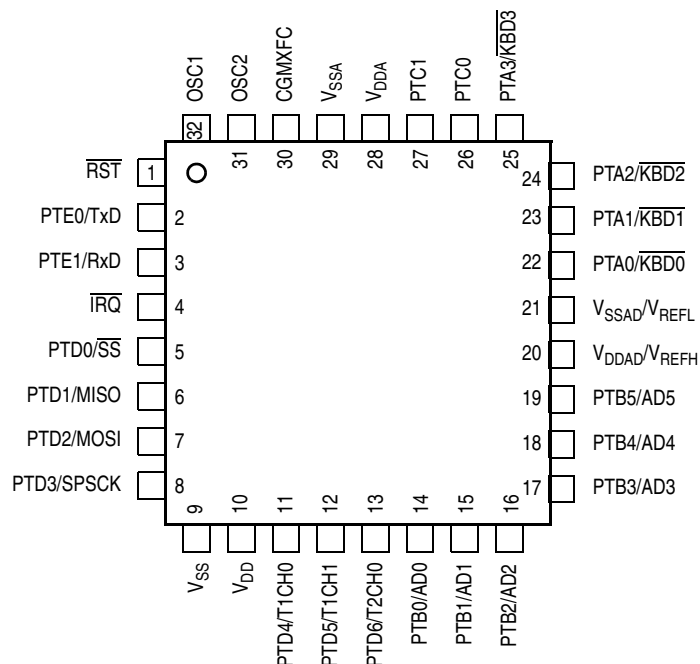 OSC1
OSC2
CGMXFC
VSSA
VDDA
PTC1
PTC0
PTA3/KBD3
32
31
30
29
28
27
26
25
RST
1
PTE0/TxD
2
PTE1/RxD
3
IRQ
4
PTD0/SS
5
PTD1/MISO
6
PTD2/MOSI
7
PTD3/SPSCK
8
24
PTA2/KBD2
23
PTA1/KBD1
22
PTA0/KBD0
21
VSSAD/VREFL
20
VDDAD/VREFH
19
PTB5/AD5
18
PTB4/AD4
17
PTB3/AD3
9
10
11
12
13
14
15
16
VSS
VDD
PTD4/T1CH0
PTD5/T1CH1
PTD6/T2CH0
PTB0/AD0
PTB1/AD1
PTB2/AD2